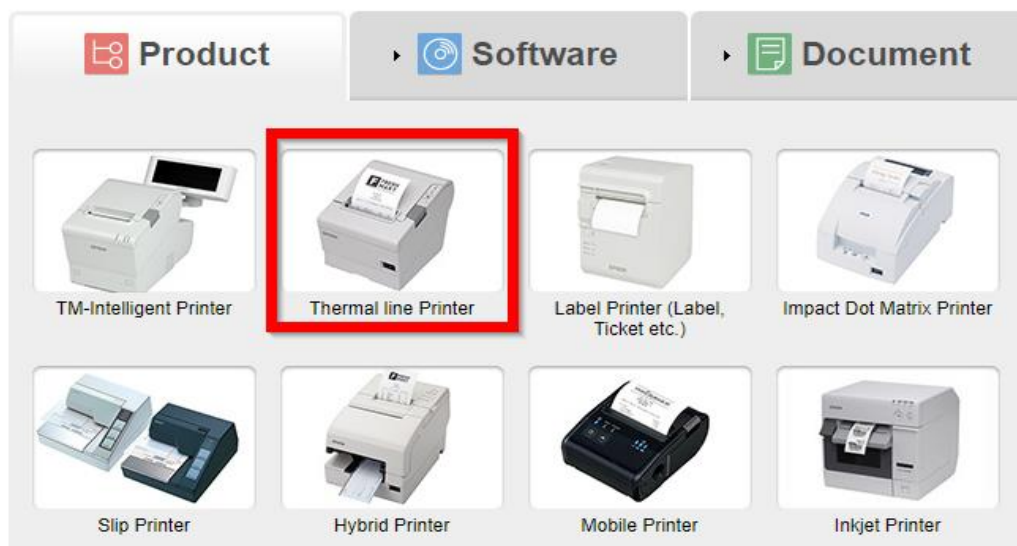 Product
Software
Document
TM-Intelligent Printer
Thermal line Printer
Label Printer (Label,
Ticket etc.)
Impact Dot Matrix Printer
Slip Printer
Hybrid Printer
Mobile Printer
Inkjet Printer